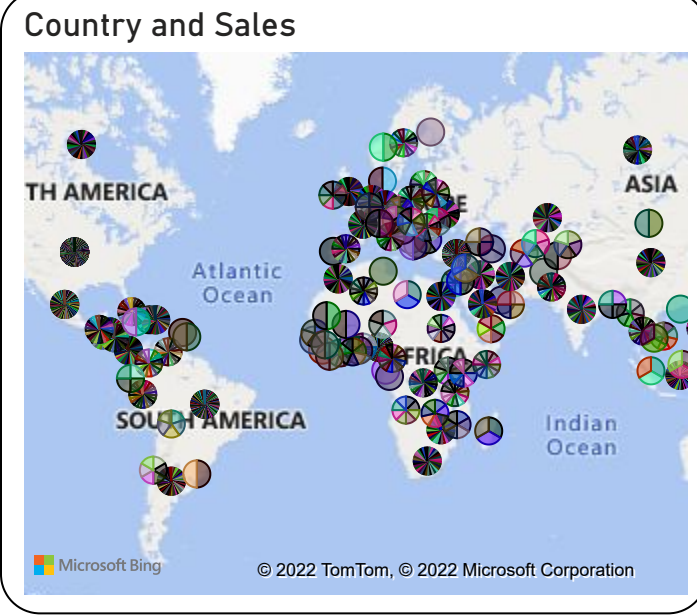 Country and Sales
TH AMERICA
E
ASIA
Atlantic
Ocean
FRICA
SOUTH AMERICA
Indian
Ocean
Microsoft Bing
© 2022 TomTom, © 2022 Microsoft Corporation